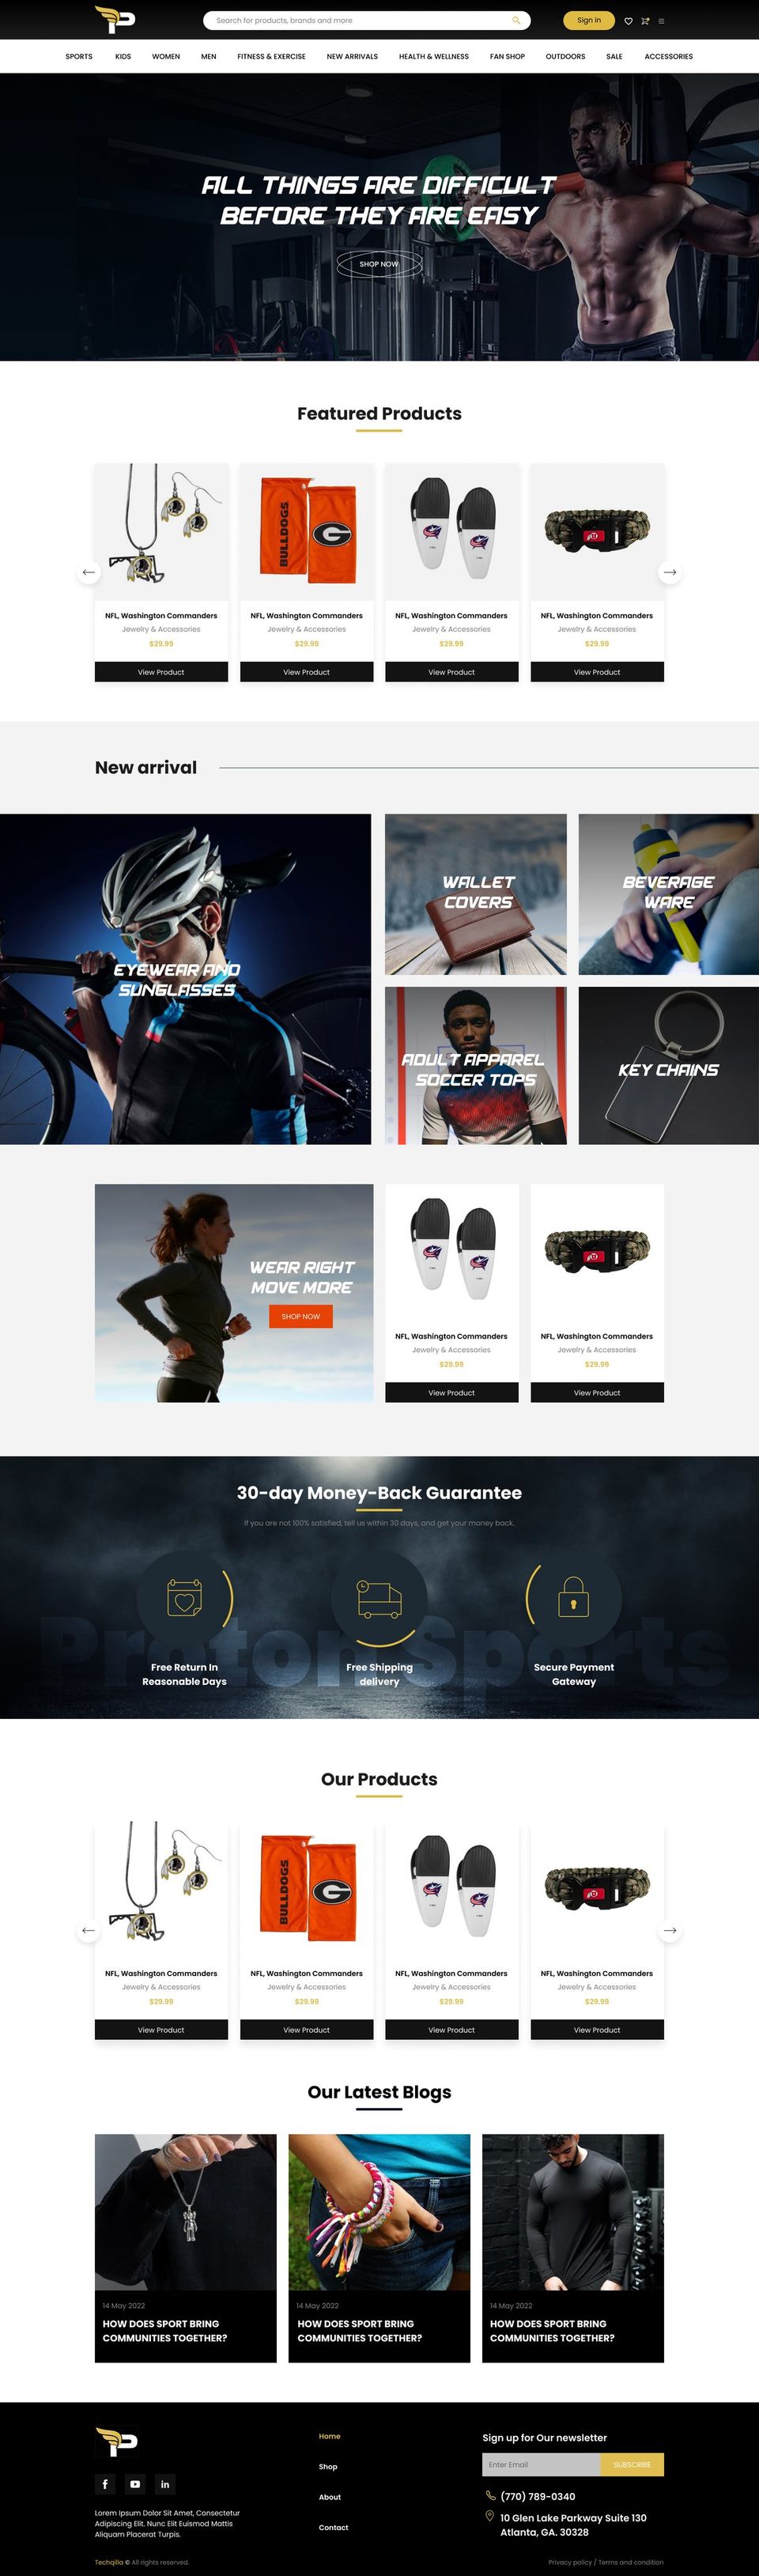 P
Search for products, brands and more
Sign in
SPORTS KIDS WOMEN MEN FITNESS & EXERCISE NEW ARRIVALS HEALTH & WELLNESS FAN SHOP OUTDOORS SALE ACCESSORIES
ALL THINGS ARE DIFFICULT
BEFORE THEY ARE EASY
SHOP NOW
Featured Products
BULLDOGS
G
NFL, Washington Commanders
Jewelry & Accessories
$29.99
View Product
NFL, Washington Commanders
Jewelry & Accessories
$29.99
View Product
NFL, Washington Commanders
Jewelry & Accessories
$29.99
View Product
NFL, Washington Commanders
Jewelry & Accessories
$29.99
View Product
New arrival
EYEWEAR AND
SUNGLASSES
WALLET
COVERS
BEVERAGE
WARE
ADULT APPAREL
SOCCER TOPS
KEY CHAINS
WEAR RIGHT
MOVE MORE
SHOP NOW
NFL, Washington Commanders
Jewelry & Accessories
$29.99
View Product
NFL, Washington Commanders
Jewelry & Accessories
$29.99
View Product
30-day Money-Back Guarantee
If you are not 100% satisfied, tell us within 30 days, and get your money back.
Proton Sports
Free Return In
Reasonable Days
Free Shipping
delivery
Secure Payment
Gateway
Our Products
BULLDOGS
G
NFL, Washington Commanders
Jewelry & Accessories
$29.99
View Product
NFL, Washington Commanders
Jewelry & Accessories
$29.99
View Product
NFL, Washington Commanders
Jewelry & Accessories
$29.99
View Product
NFL, Washington Commanders
Jewelry & Accessories
$29.99
View Product
Our Latest Blogs
14 May 2022
HOW DOES SPORT BRING
COMMUNITIES TOGETHER?
14 May 2022
HOW DOES SPORT BRING
COMMUNITIES TOGETHER?
14 May 2022
HOW DOES SPORT BRING
COMMUNITIES TOGETHER?
P
f
in
Lorem Ipsum Dolor Sit Amet, Consectetur
Adipiscing Elit. Nunc Elit Euismod Mattis
Aliquam Placerat Turpis.
Home
Shop
About
Contact
Sign up for Our newsletter
Enter Email
SUBSCRIBE
(770) 789-0340
10 Glen Lake Parkway Suite 130
Atlanta, GA. 30328
Techqilla © All rights reserved.
Privacy policy / Terms and condition